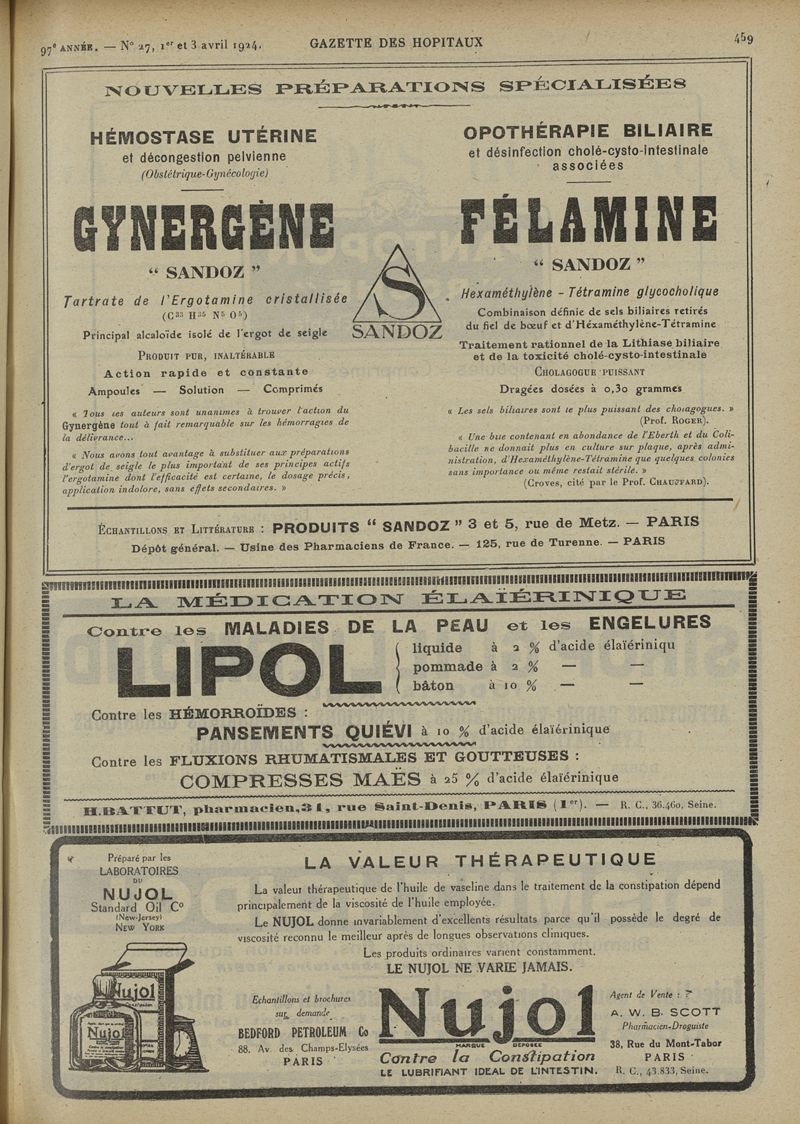 97e ANNÉE. — No 27, 1er et 3 avril 1924.
GAZETTE DES HOPITAUX
459
NOUVELLES PRÉPARATIONS SPÉCIALISÉES
HÉMOSTASE UTÉRINE
et décongestion pelvienne
(Obstétrique-Gynécologie)
GYNERGÈNE
“ SANDOZ ”
Tartrate de l'Ergotamine cristallisée
(C33 H35 N5 O5)
Principal alcaloïde isolé de l'ergot de seigle
PRODUIT PUR, INALTÉRABLE
Action rapide et constante
Ampoules — Solution — Comprimés
« Tous les auteurs sont unanimes à trouver l'action du
Gynergène tout à fait remarquable sur les hémorragies de
la délivrance...
« Nous avons tout avantage à substituer aux préparations
d'ergot de seigle le plus important de ses principes actifs
l'ergotamine dont l'efficacité est certaine, le dosage précis,
application indolore, sans effets secondaires. »
S
SANDOZ
OPOTHÉRAPIE BILIAIRE
et désinfection cholé-cysto-intestinale
associées
FÉLAMINE
“ SANDOZ ”
Hexaméthylène - Tétramine glycocholique
Combinaison définie de sels biliaires retirés
du fiel de bœuf et d'Héxaméthylène-Tétramine
Traitement rationnel de la Lithiase biliaire
et de la toxicité cholé-cysto-intestinale
CHOLAGOGUE PUISSANT
Dragées dosées à 0,30 grammes
« Les sels biliaires sont le plus puissant des cholagogues. »
(Prof. ROGER).
« Une bile contenant en abondance de l'Eberth et du Coli-
bacille ne donnait plus en culture sur plaque, après admi-
nistration, d'Hexaméthylène-Tétramine que quelques colonies
sans importance ou même restait stérile. »
(Croves, cité par le Prof. CHAUFFARD).
ÉCHANTILLONS ET LITTÉRATURE : PRODUITS “ SANDOZ ” 3 et 5, rue de Metz. — PARIS
Dépôt général. — Usine des Pharmaciens de France. — 125, rue de Turenne. — PARIS
LA MÉDICATION ÉLAÏÉRINIQUE
Contre les MALADIES DE LA PEAU et les ENGELURES
LIPOL
liquide à 2 % d'acide élaïériniqu
pommade à 2 % — —
bâton à 10 % — —
Contre les HÉMORROÏDES :
PANSEMENTS QUIÉVI à 10 % d'acide élaïérinique
Contre les FLUXIONS RHUMATISMALES ET GOUTTEUSES :
COMPRESSES MAËS à 25 % d'acide élaïérinique
H.BATTUT, pharmacien,31, rue Saint-Denis, PARIS (1er). — R. C., 36.460, Seine.
Préparé par les
LABORATOIRES
DU
NUJOL
Standard Oil Co
(New-Jersey)
NEW YORK
Nujol
Nujol
LA VALEUR THÉRAPEUTIQUE
La valeur thérapeutique de l'huile de vaseline dans le traitement de la constipation dépend
principalement de la viscosité de l'huile employée.
Le NUJOL donne invariablement d'excellents résultats parce qu'il possède le degré de
viscosité reconnu le meilleur après de longues observations cliniques.
Les produits ordinaires varient constamment.
LE NUJOL NE VARIE JAMAIS.
Echantillons et brochures
sur demande
BEDFORD PETROLEUM Co
88, Av. des Champs-Elysées
PARIS
Nujol
MARQUE DÉPOSÉE
Contre la Constipation
LE LUBRIFIANT IDEAL DE L'INTESTIN.
Agent de Vente :
A. W. B. SCOTT
Pharmacien-Droguiste
38, Rue du Mont-Tabor
PARIS
R. C., 43.833, Seine.